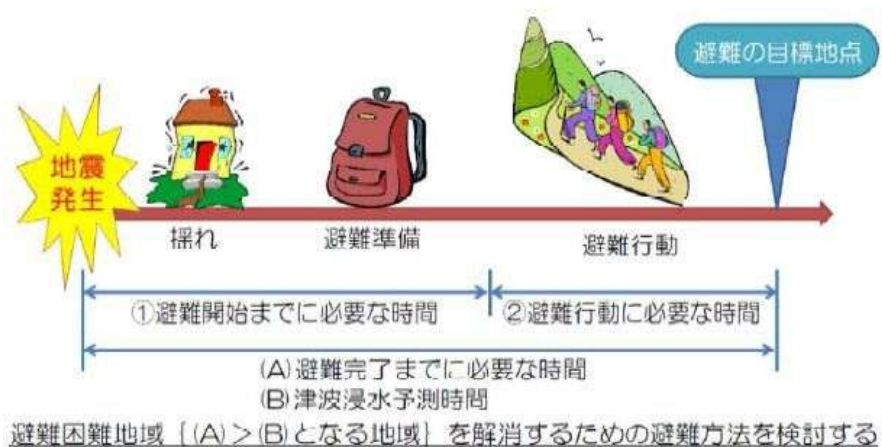 避難の目標地点
地震
発生
揺れ
避難準備
避難行動
①避難開始までに必要な時間
②避難行動に必要な時間
(A)避難完了までに必要な時間
(B)津波浸水予測時間
避難困難地域［(A)＞(B)となる地域］を解消するための避難方法を検討する